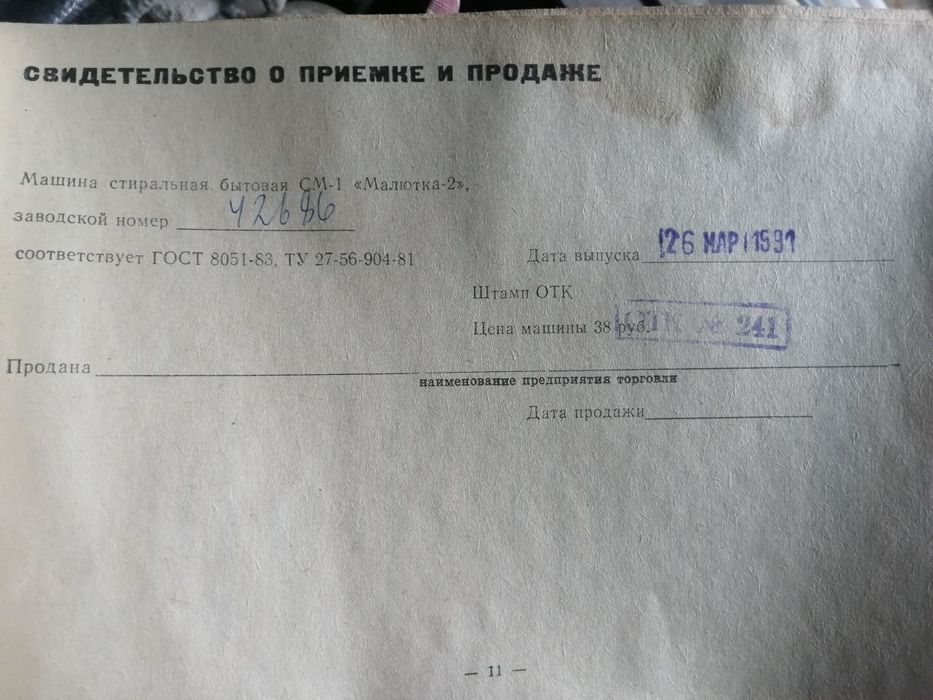 СВИДЕТЕЛЬСТВО О ПРИЕМКЕ И ПРОДАЖЕ
Машина стиральная бытовая СМ-1 «Малютка-2»,
заводской номер 42686
соответствует ГОСТ 8051-83, ТУ 27-56-904-81
Дата выпуска 26 МАР 1991
Штамп ОТК
Цена машины 38 руб.
ОТК № 241
Продана
наименование предприятия торговли
Дата продажи
— 11 —